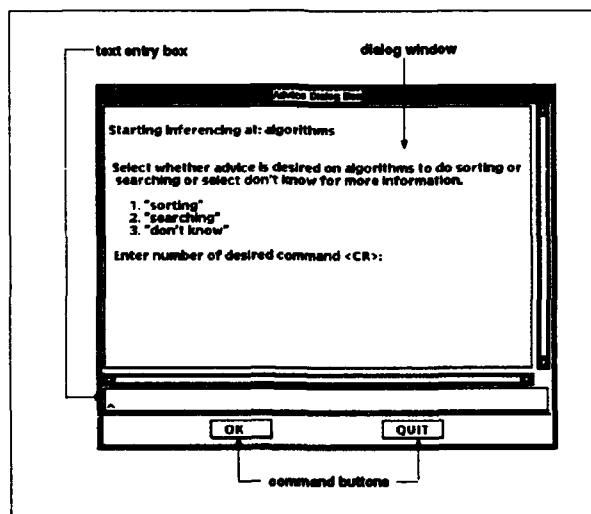 text entry box
dialog window
Advice Dialog Box
Starting inferencing at: algorithms
Select whether advice is desired on algorithms to do sorting or
searching or select don't know for more information.
1. "sorting"
2. "searching"
3. "don't know"
Enter number of desired command <CR>:
^
OK
QUIT
command buttons